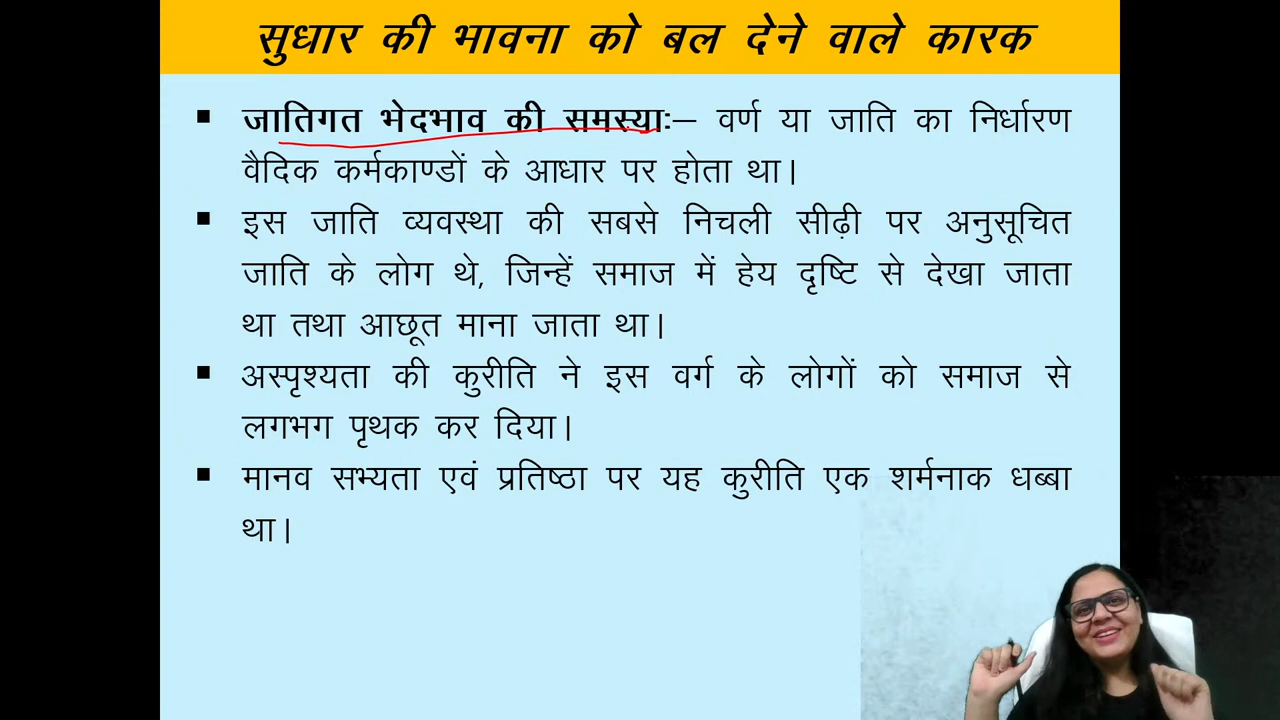 सुधार की भावना को बल देने वाले कारक
▪ जातिगत भेदभाव की समस्याः– वर्ण या जाति का निर्धारण
वैदिक कर्मकाण्डों के आधार पर होता था।
▪ इस जाति व्यवस्था की सबसे निचली सीढ़ी पर अनुसूचित
जाति के लोग थे, जिन्हें समाज में हेय दृष्टि से देखा जाता
था तथा आछूत माना जाता था।
▪ अस्पृश्यता की कुरीति ने इस वर्ग के लोगों को समाज से
लगभग पृथक कर दिया।
▪ मानव सभ्यता एवं प्रतिष्ठा पर यह कुरीति एक शर्मनाक धब्बा
था।